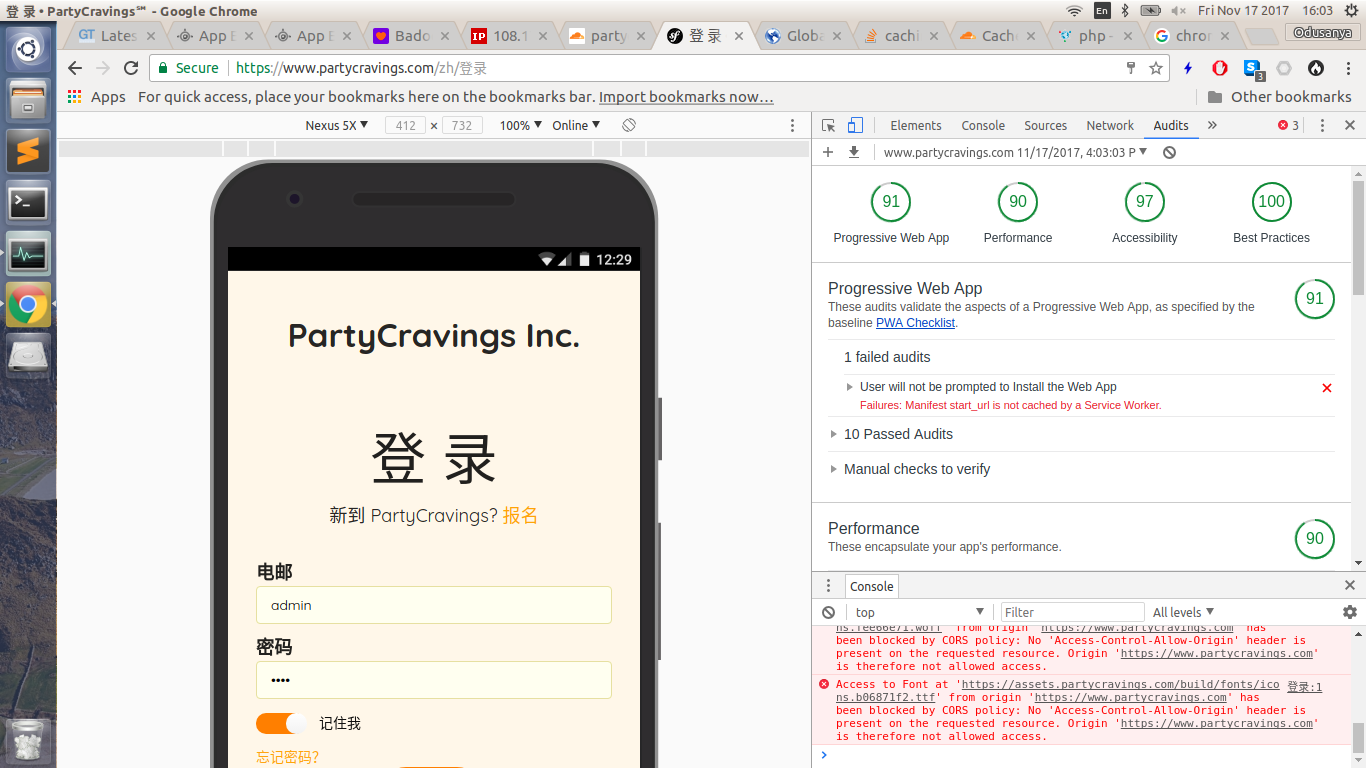 登 录 • PartyCravings℠ - Google Chrome
En
Fri Nov 17 2017
16:03
GT Lates
App E
App E
Bado
IP 108.1
party
登 录
Globa
cachi
Cach
php -
chron
Odusanya
Secure
https://www.partycravings.com/zh/登录
3
Apps
For quick access, place your bookmarks here on the bookmarks bar. Import bookmarks now...
Other bookmarks
Nexus 5X
412 × 732
100%
Online
Elements
Console
Sources
Network
Audits
3
www.partycravings.com 11/17/2017, 4:03:03 P
91
90
97
100
Progressive Web App
Performance
Accessibility
Best Practices
Progressive Web App
These audits validate the aspects of a Progressive Web App, as specified by the
baseline PWA Checklist.
91
1 failed audits
User will not be prompted to Install the Web App
Failures: Manifest start_url is not cached by a Service Worker.
10 Passed Audits
Manual checks to verify
Performance
These encapsulate your app's performance.
90
Console
top
Filter
All levels
ns.fee66e71.woff' from origin 'https://www.partycravings.com' has
been blocked by CORS policy: No 'Access-Control-Allow-Origin' header is
present on the requested resource. Origin 'https://www.partycravings.com'
is therefore not allowed access.
Access to Font at 'https://assets.partycravings.com/build/fonts/ico 登录:1
ns.b06871f2.ttf' from origin 'https://www.partycravings.com' has
been blocked by CORS policy: No 'Access-Control-Allow-Origin' header is
present on the requested resource. Origin 'https://www.partycravings.com'
is therefore not allowed access.
12:29
PartyCravings Inc.
登 录
新到 PartyCravings? 报名
电邮
admin
密码
记住我
忘记密码?